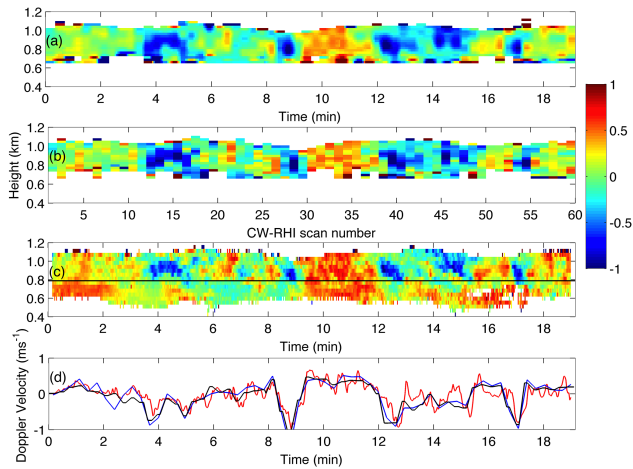 1.2
1.0
0.8
0.6
0.4
(a)
0 2 4 6 8 10 12 14 16 18
Time (min)
1.2
1.0
0.8
0.6
0.4
Height (km)
(b)
5 10 15 20 25 30 35 40 45 50 55 60
CW-RHI scan number
1.2
1.0
0.8
0.6
0.4
(c)
0 2 4 6 8 10 12 14 16 18
Time (min)
1
0.5
0
-0.5
-1
Doppler Velocity (ms-1)
1
0
-1
(d)
0 2 4 6 8 10 12 14 16 18
Time (min)